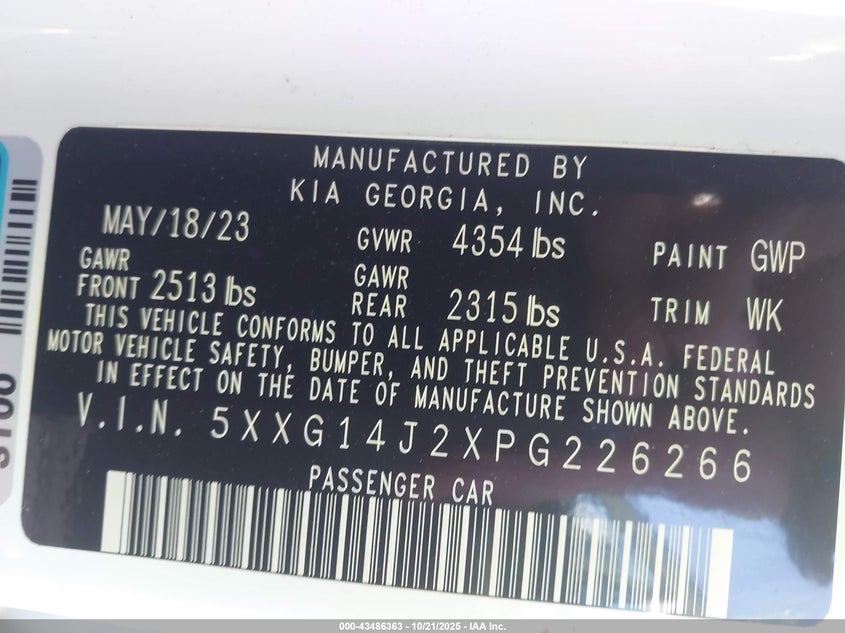 MANUFACTURED BY
KIA GEORGIA, INC.
MAY/18/23 GVWR 4354 lbs PAINT GWP
GAWR FRONT 2513 lbs GAWR REAR 2315 lbs TRIM WK
THIS VEHICLE CONFORMS TO ALL APPLICABLE U.S.A. FEDERAL
MOTOR VEHICLE SAFETY, BUMPER, AND THEFT PREVENTION STANDARDS
IN EFFECT ON THE DATE OF MANUFACTURE SHOWN ABOVE.
V.I.N. 5XXG14J2XPG226266
PASSENGER CAR
000-43486363 - 10/21/2025 - IAA Inc.